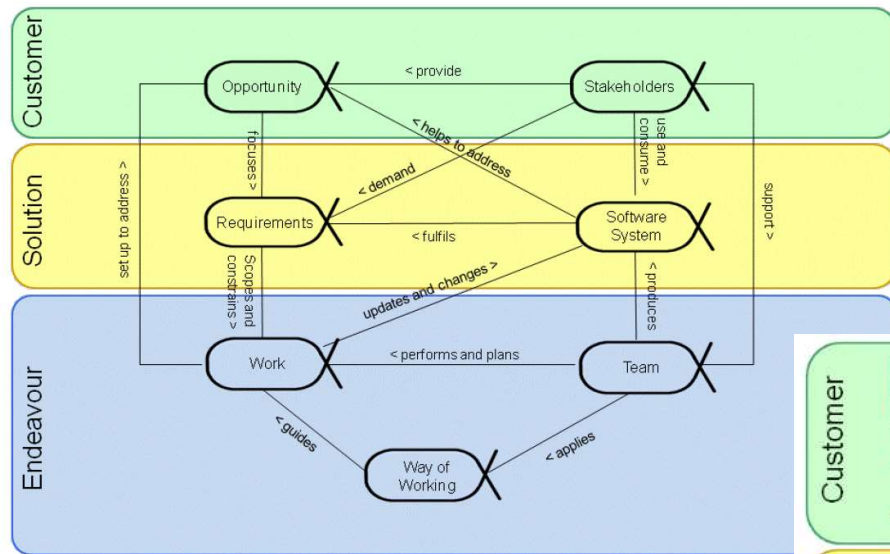 Customer
Opportunity
< provide
Stakeholders
focuses >
< helps to address
use and
consume >
< demand
Solution
set up to address >
support >
Requirements
< fulfils
Software
System
Scopes and
constrains >
updates and changes >
< produces
Endeavour
Work
< performs and plans
Team
< guides
Way of
Working
< applies
Customer